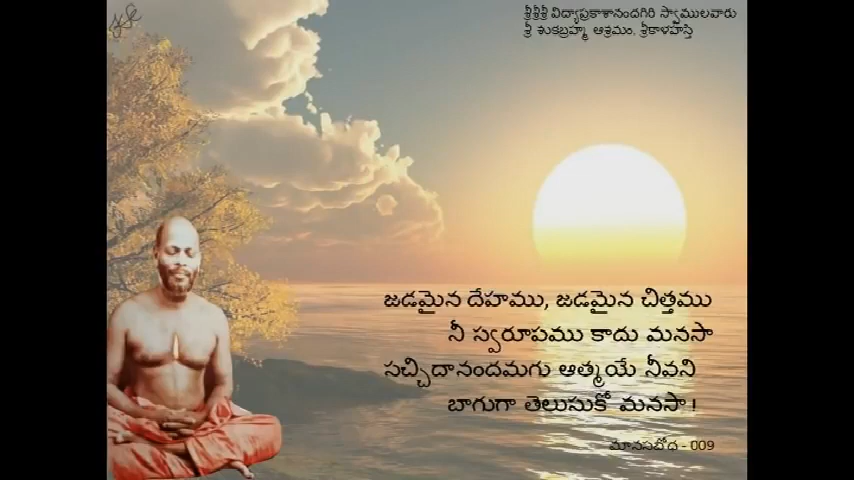 శ్రీశ్రీశ్రీ విద్యాప్రకాశానందగిరి స్వాములవారు
శ్రీ శుకబ్రహ్మ ఆశ్రమం, శ్రీకాళహస్తి
జడమైన దేహము, జడమైన చిత్తము
నీ స్వరూపము కాదు మనసా
సచ్చిదానందమగు ఆత్మయే నీవని
బాగుగా తెలుసుకో మనసా !
మానసబోధ - 009